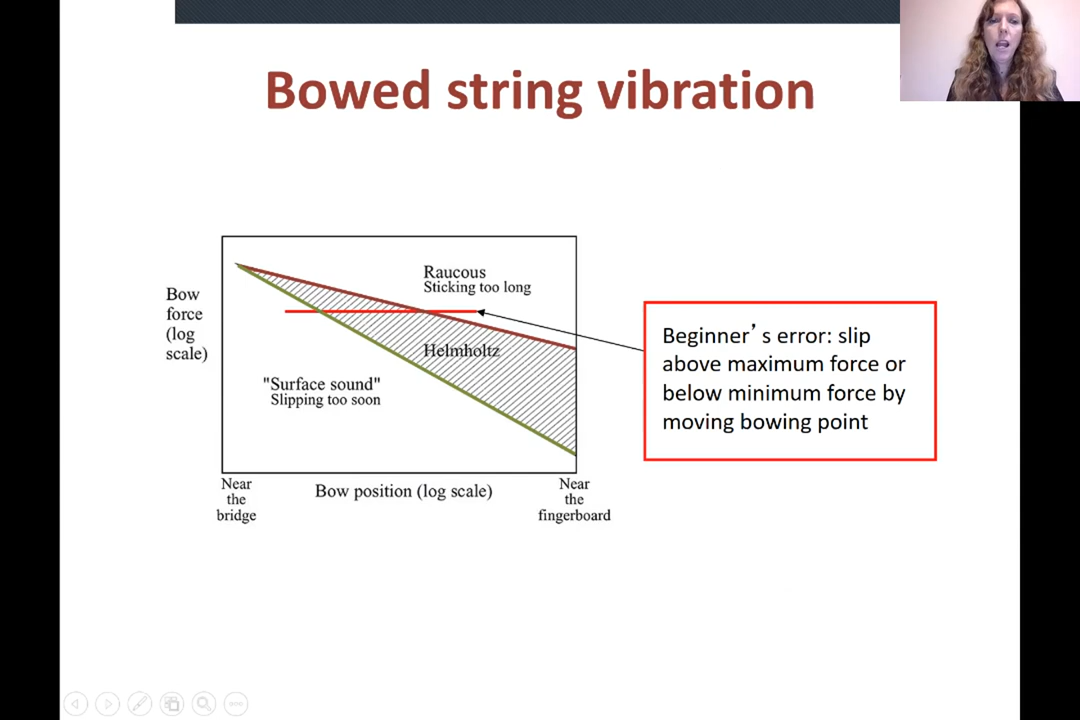 Bowed string vibration
Bow
force
(log
scale)
Raucous
Sticking too long
Helmholtz
"Surface sound"
Slipping too soon
Near
the
bridge
Bow position (log scale)
Near
the
fingerboard
Beginner’s error: slip
above maximum force or
below minimum force by
moving bowing point